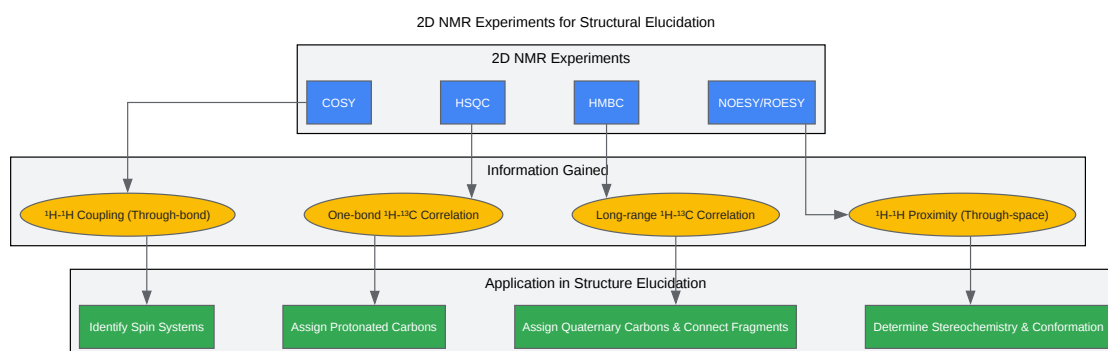 2D NMR Experiments for Structural Elucidation
2D NMR Experiments
COSY
HSQC
HMBC
NOESY/ROESY
Information Gained
¹H-¹H Coupling (Through-bond)
One-bond ¹H-¹³C Correlation
Long-range ¹H-¹³C Correlation
¹H-¹H Proximity (Through-space)
Application in Structure Elucidation
Identify Spin Systems
Assign Protonated Carbons
Assign Quaternary Carbons & Connect Fragments
Determine Stereochemistry & Conformation